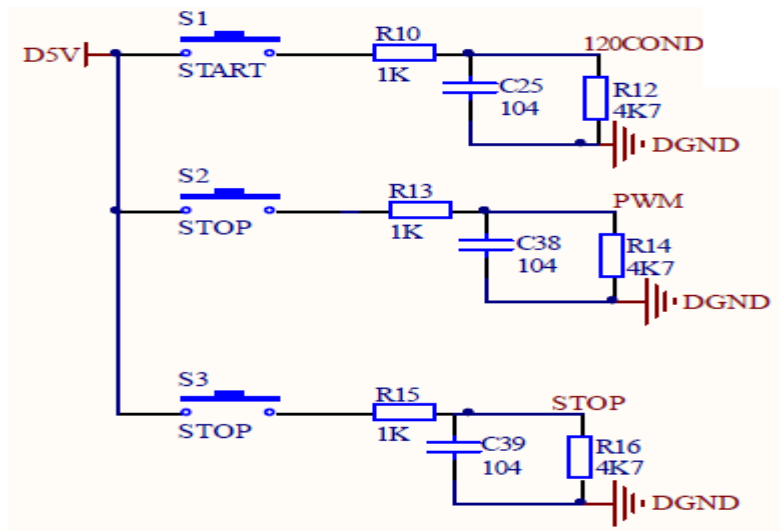 S1
D5V
START
R10
1K
120COND
C25
104
R12
4K7
DGND
S2
STOP
R13
1K
PWM
C38
104
R14
4K7
DGND
S3
STOP
R15
1K
STOP
C39
104
R16
4K7
DGND